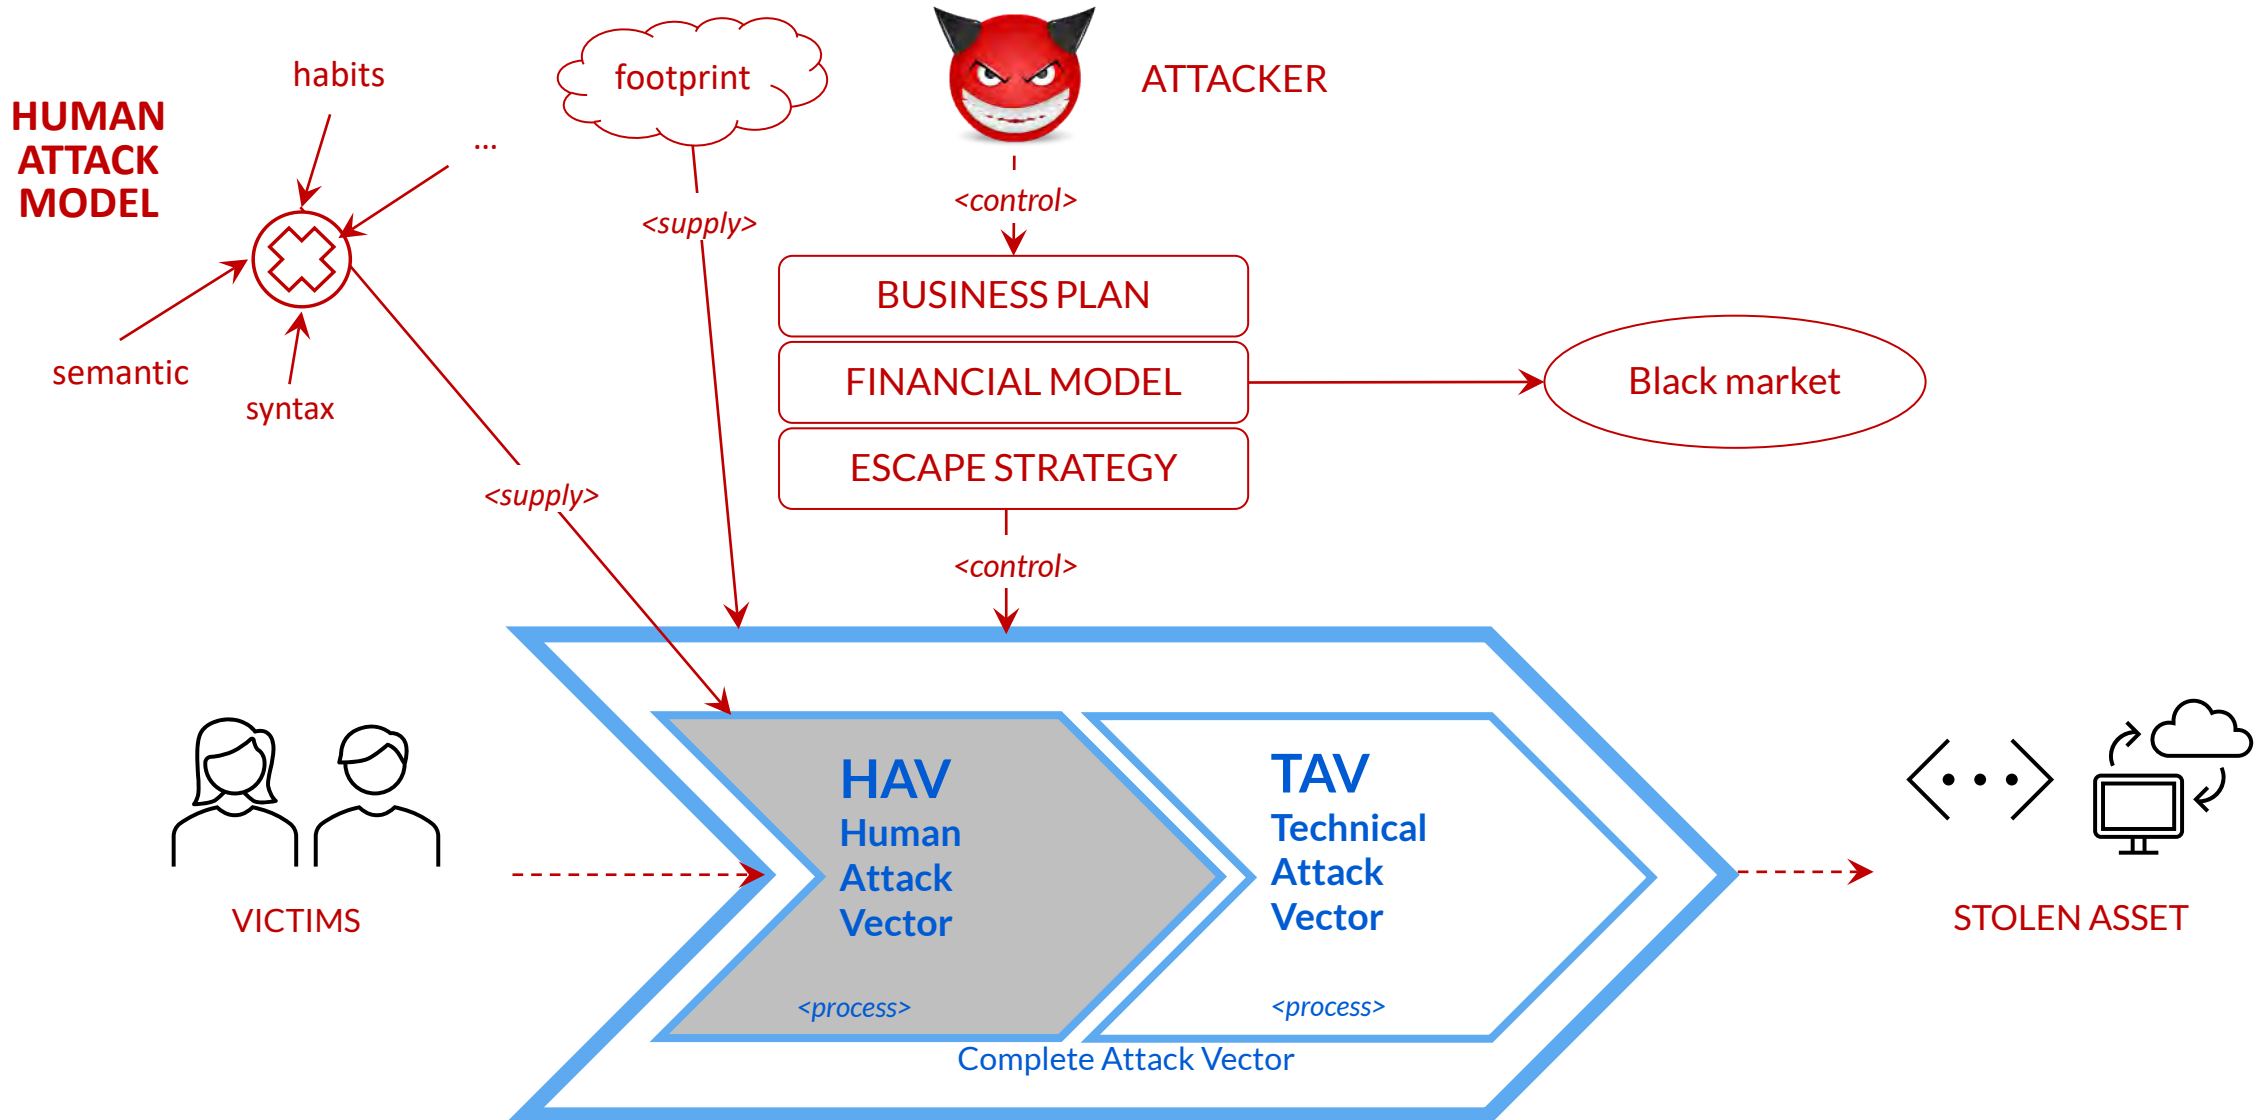 habits
footprint
ATTACKER
HUMAN
ATTACK
MODEL
...
<control>
<supply>
BUSINESS PLAN
semantic
FINANCIAL MODEL
Black market
syntax
ESCAPE STRATEGY
<supply>
<control>
HAV
Human
Attack
Vector
<process>
TAV
Technical
Attack
Vector
<process>
VICTIMS
STOLEN ASSET
Complete Attack Vector